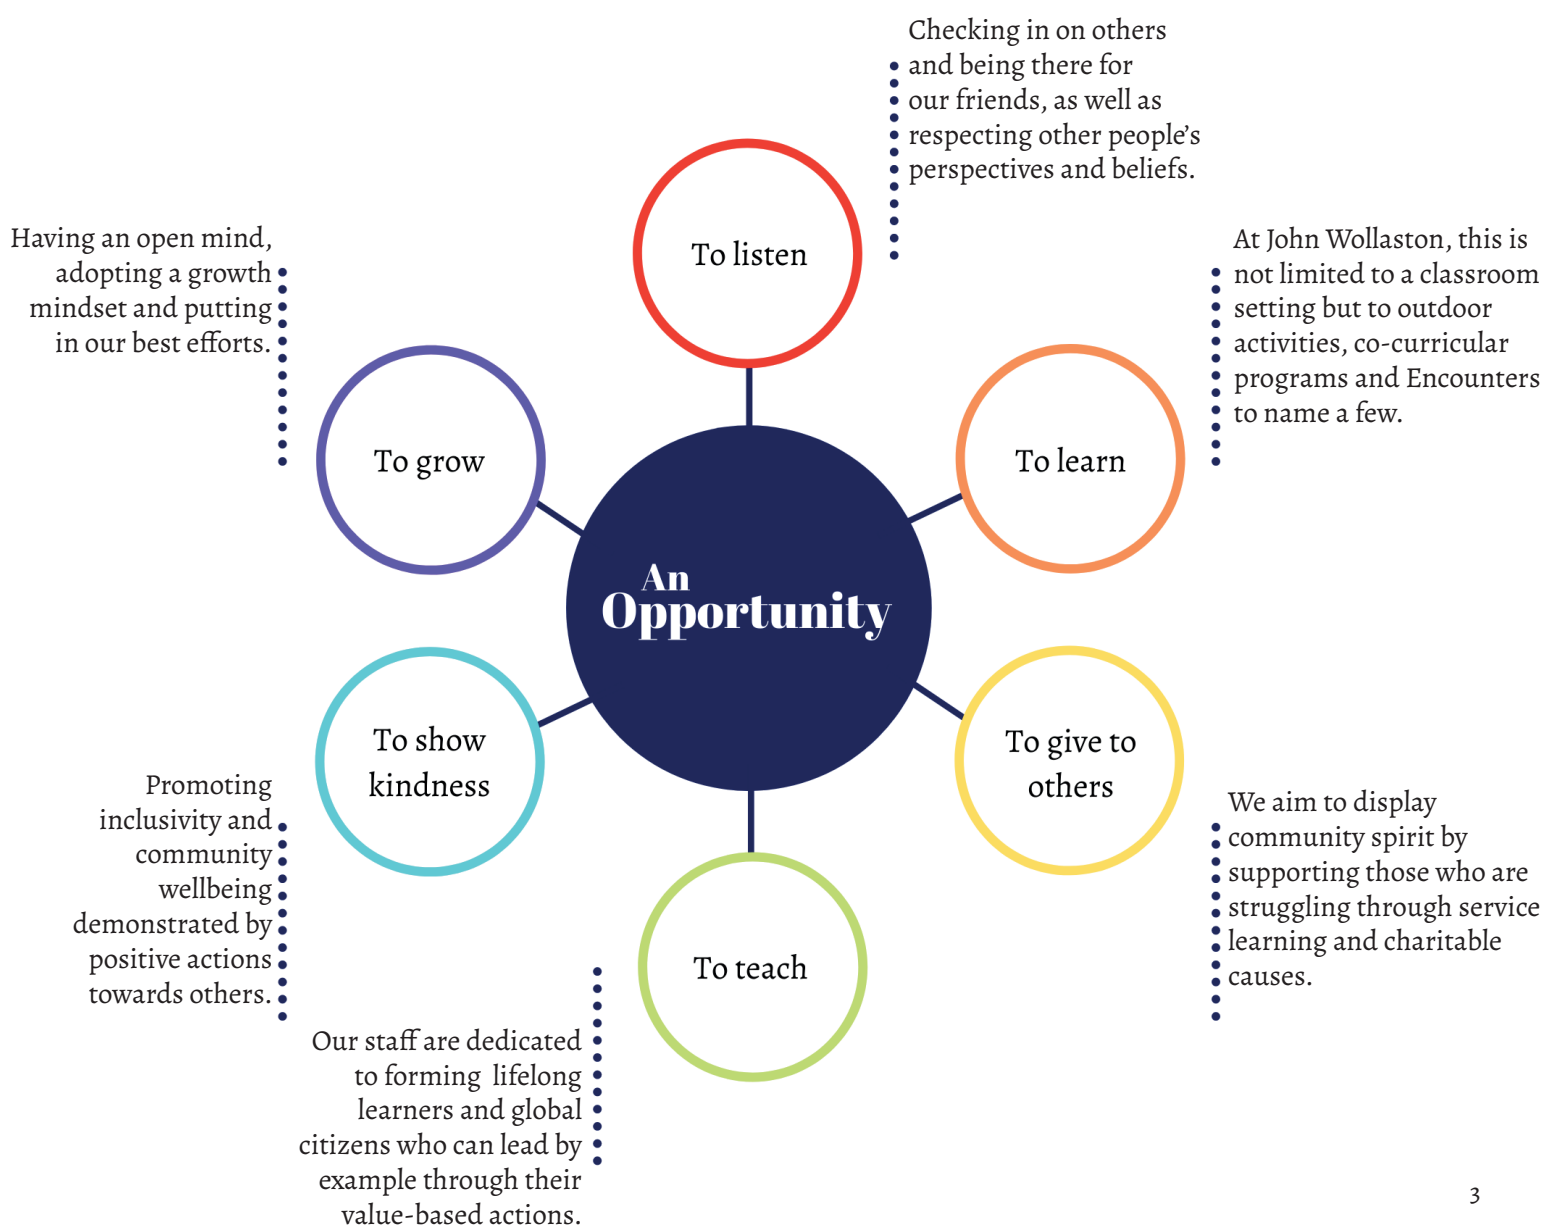 Checking in on others
and being there for
our friends, as well as
respecting other people’s
perspectives and beliefs.
To listen
At John Wollaston, this is
not limited to a classroom
setting but to outdoor
activities, co-curricular
programs and Encounters
to name a few.
To learn
Having an open mind,
adopting a growth
mindset and putting
in our best efforts.
To grow
An
Opportunity
To give to
others
We aim to display
community spirit by
supporting those who are
struggling through service
learning and charitable
causes.
To show
kindness
Promoting
inclusivity and
community
wellbeing
demonstrated by
positive actions
towards others.
To teach
Our staff are dedicated
to forming lifelong
learners and global
citizens who can lead by
example through their
value-based actions.
3